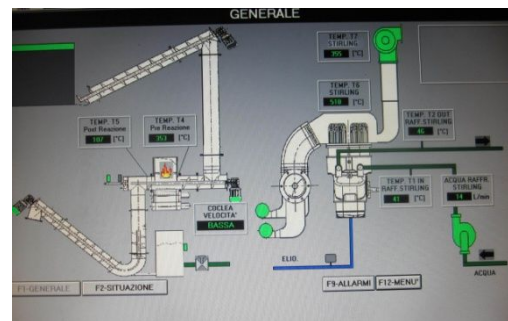 GENERALE
TEMP. T7
STIRLING
355 [°C]
TEMP. T6
STIRLING
510 [°C]
TEMP. T5
Post Reazione
107 [°C]
TEMP. T4
Pre Reazione
353 [°C]
TEMP. T2 OUT
RAFF.STIRLING
46 [°C]
TEMP. T1 IN
RAFF.STIRLING
41 [°C]
ACQUA RAFFR.
STIRLING
14 L/min
COCLEA
VELOCITA'
BASSA
ELIO.
ACQUA
F1-GENERALE
F2-SITUAZIONE
F9-ALLARMI
F12-MENU'